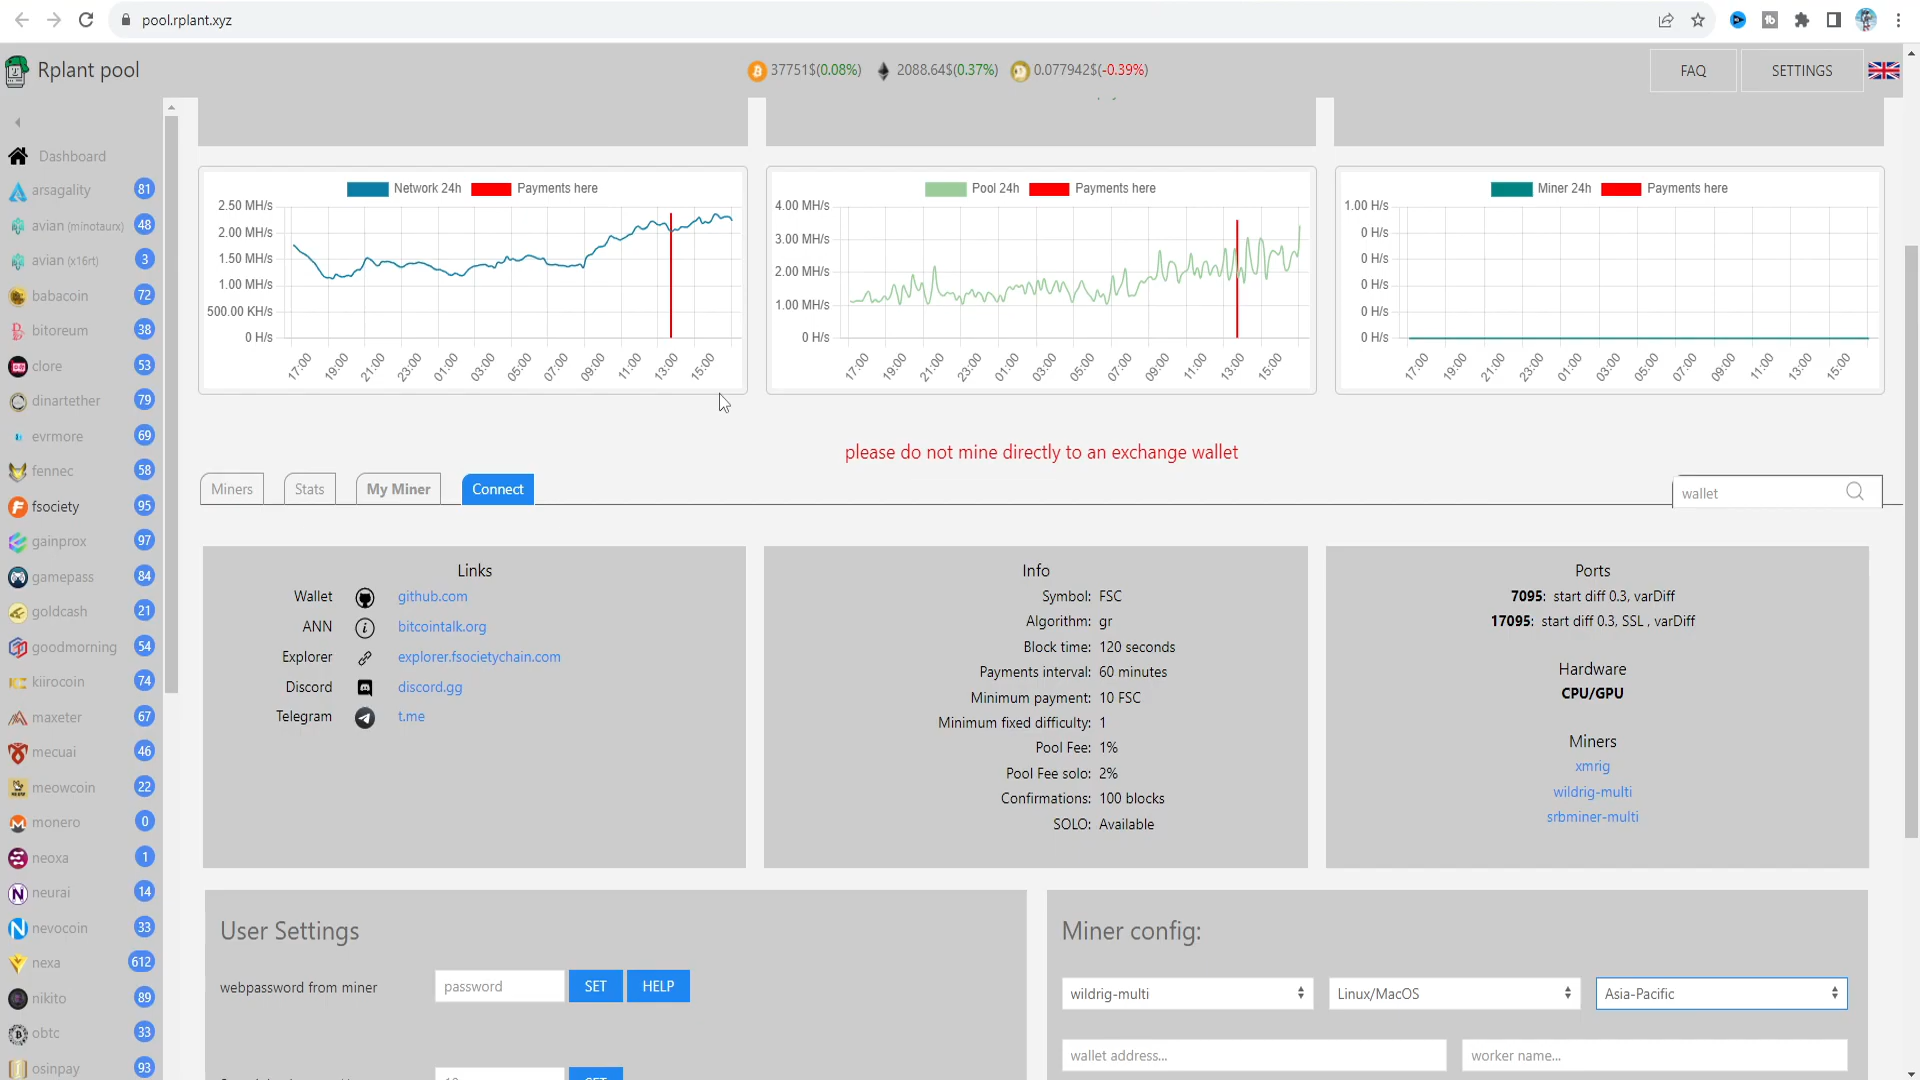 pool.rplant.xyz
Rplant pool
37751$(0.08%) 2088.64$(0.37%) 0.077942$(-0.39%)
FAQ
SETTINGS
Dashboard
arsagality 81
avian (minotaurx) 48
avian (x16rt) 3
babacoin 72
bitoreum 38
clore 53
dinartether 79
evrmore 69
fennec 58
fsociety 95
gainprox 97
gamepass 84
goldcash 21
goodmorning 54
kiirocoin 74
maxeter 67
mecuai 46
meowcoin 22
monero 0
neoxa 1
neurai 14
nevocoin 33
nexa 612
nikito 89
obtc 33
osinpay 93
Network 24h Payments here
2.50 MH/s
2.00 MH/s
1.50 MH/s
1.00 MH/s
500.00 KH/s
0 H/s
17:00 19:00 21:00 23:00 01:00 03:00 05:00 07:00 09:00 11:00 13:00 15:00
Pool 24h Payments here
4.00 MH/s
3.00 MH/s
2.00 MH/s
1.00 MH/s
0 H/s
17:00 19:00 21:00 23:00 01:00 03:00 05:00 07:00 09:00 11:00 13:00 15:00
Miner 24h Payments here
1.00 H/s
0 H/s
0 H/s
0 H/s
0 H/s
0 H/s
17:00 19:00 21:00 23:00 01:00 03:00 05:00 07:00 09:00 11:00 13:00 15:00
please do not mine directly to an exchange wallet
Miners
Stats
My Miner
Connect
wallet
Links
Wallet github.com
ANN bitcointalk.org
Explorer explorer.fsocietychain.com
Discord discord.gg
Telegram t.me
Info
Symbol: FSC
Algorithm: gr
Block time: 120 seconds
Payments interval: 60 minutes
Minimum payment: 10 FSC
Minimum fixed difficulty: 1
Pool Fee: 1%
Pool Fee solo: 2%
Confirmations: 100 blocks
SOLO: Available
Ports
7095: start diff 0.3, varDiff
17095: start diff 0.3, SSL , varDiff
Hardware
CPU/GPU
Miners
xmrig
wildrig-multi
srbminer-multi
User Settings
webpassword from miner
password
SET
HELP
Miner config:
wildrig-multi
Linux/MacOS
Asia-Pacific
wallet address...
worker name...